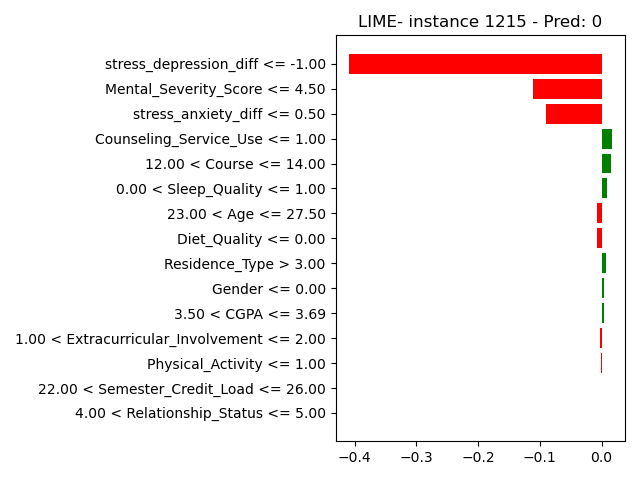 LIME- instance 1215 - Pred: 0
stress_depression_diff <= -1.00
Mental_Severity_Score <= 4.50
stress_anxiety_diff <= 0.50
Counseling_Service_Use <= 1.00
12.00 < Course <= 14.00
0.00 < Sleep_Quality <= 1.00
23.00 < Age <= 27.50
Diet_Quality <= 0.00
Residence_Type > 3.00
Gender <= 0.00
3.50 < CGPA <= 3.69
1.00 < Extracurricular_Involvement <= 2.00
Physical_Activity <= 1.00
22.00 < Semester_Credit_Load <= 26.00
4.00 < Relationship_Status <= 5.00
−0.4 −0.3 −0.2 −0.1 0.0